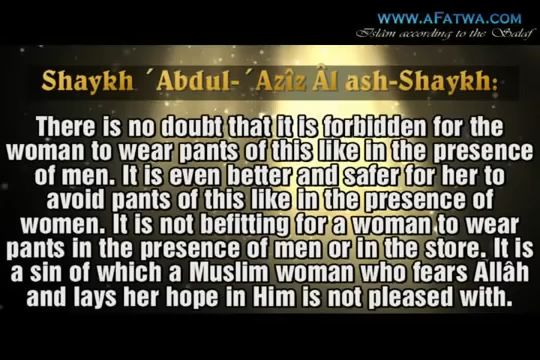 www.aFatwa.com
Islâm according to the Salaf
Shaykh ´Abdul-´Azîz Âl ash-Shaykh:
There is no doubt that it is forbidden for the
woman to wear pants of this like in the presence
of men. It is even better and safer for her to
avoid pants of this like in the presence of
women. It is not befitting for a woman to wear
pants in the presence of men or in the store. It is
a sin of which a Muslim woman who fears Allâh
and lays her hope in Him is not pleased with.